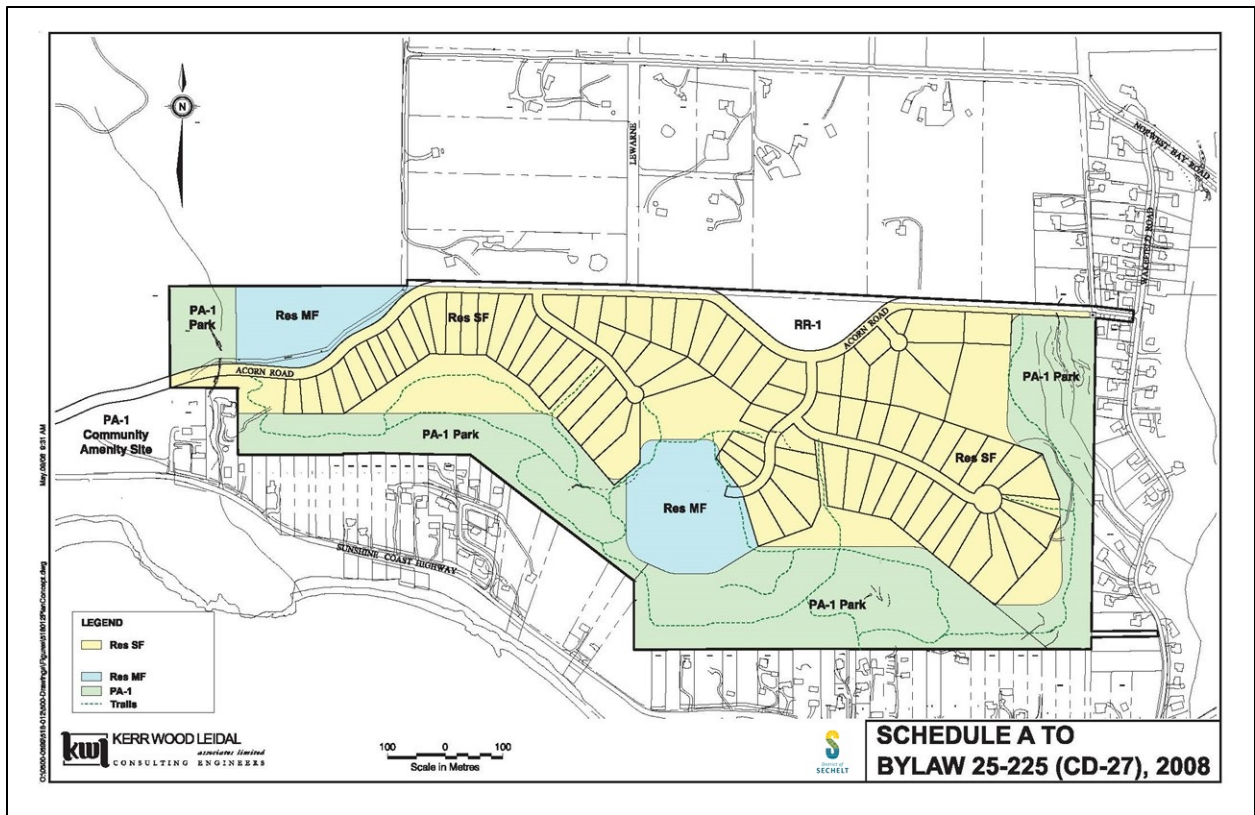 N
LEWARNE
NORWEST BAY ROAD
WAKEFIELD ROAD
PA-1
Park
Res MF
Res SF
RR-1
ACORN ROAD
ACORN ROAD
PA-1 Park
PA-1
Community
Amenity Site
PA-1 Park
Res SF
Res MF
SUNSHINE COAST HIGHWAY
PA-1 Park
LEGEND
Res SF
Res MF
PA-1
Trails
kwl
KERR WOOD LEIDAL
associates limited
CONSULTING ENGINEERS
100 0 100
Scale in Metres
District of
SECHELT
SCHEDULE A TO
BYLAW 25-225 (CD-27), 2008